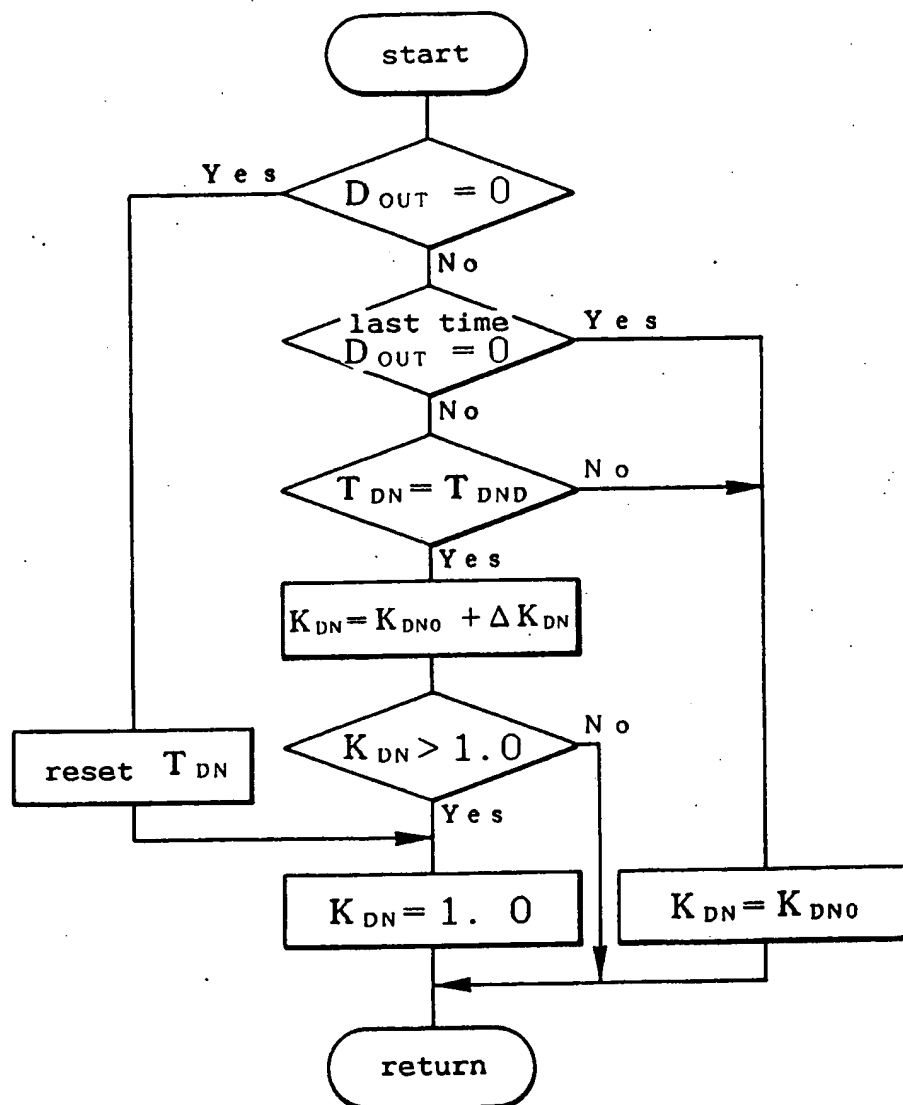 start
Yes
D OUT = 0
No
last time
D OUT = 0
Yes
No
T DN = T DND
No
Yes
K DN = K DN0 + Δ K DN
K DN > 1.0
No
reset T DN
Yes
K DN = 1. 0
K DN = K DN0
return